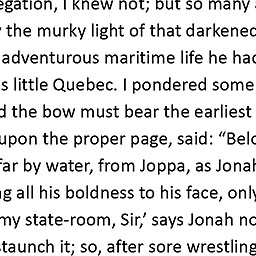 egation, I knew not; but so many a
the murky light of that darkened
adventurous maritime life he had
s little Quebec. I pondered some
d the bow must bear the earliest
upon the proper page, said: “Belo
far by water, from Joppa, as Jonah
g all his boldness to his face, only
my state-room, Sir,’ says Jonah no
staunch it; so, after sore wrestling